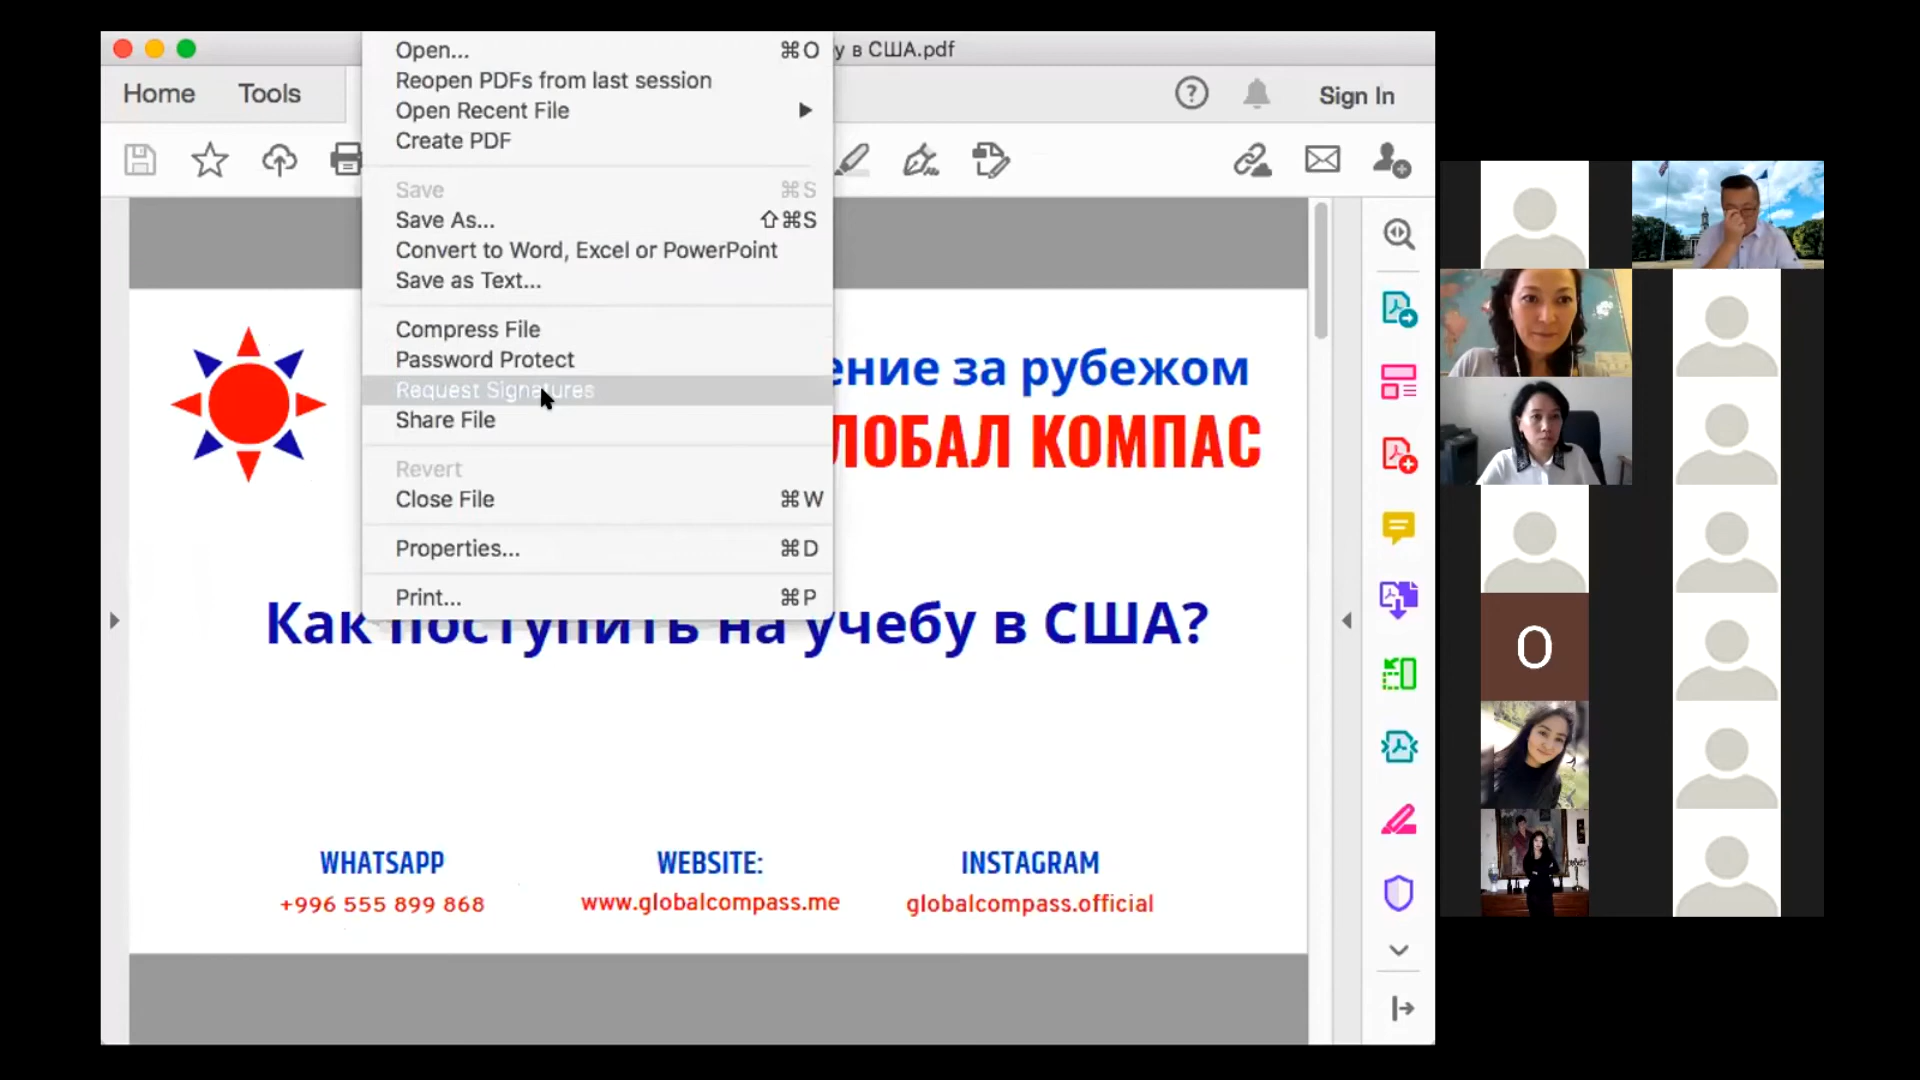 Open... ⌘O
у в США.pdf
Reopen PDFs from last session
Open Recent File
Create PDF
Home
Tools
Sign In
Save ⌘S
Save As... ⇧⌘S
Convert to Word, Excel or PowerPoint
Save as Text...
Compress File
Password Protect
Request Signatures
Share File
Revert
Close File ⌘W
Properties... ⌘D
Print... ⌘P
ение за рубежом
ЛОБАЛ КОМПАС
Как поступить на учебу в США?
WHATSAPP
+996 555 899 868
WEBSITE:
www.globalcompass.me
INSTAGRAM
globalcompass.official
O